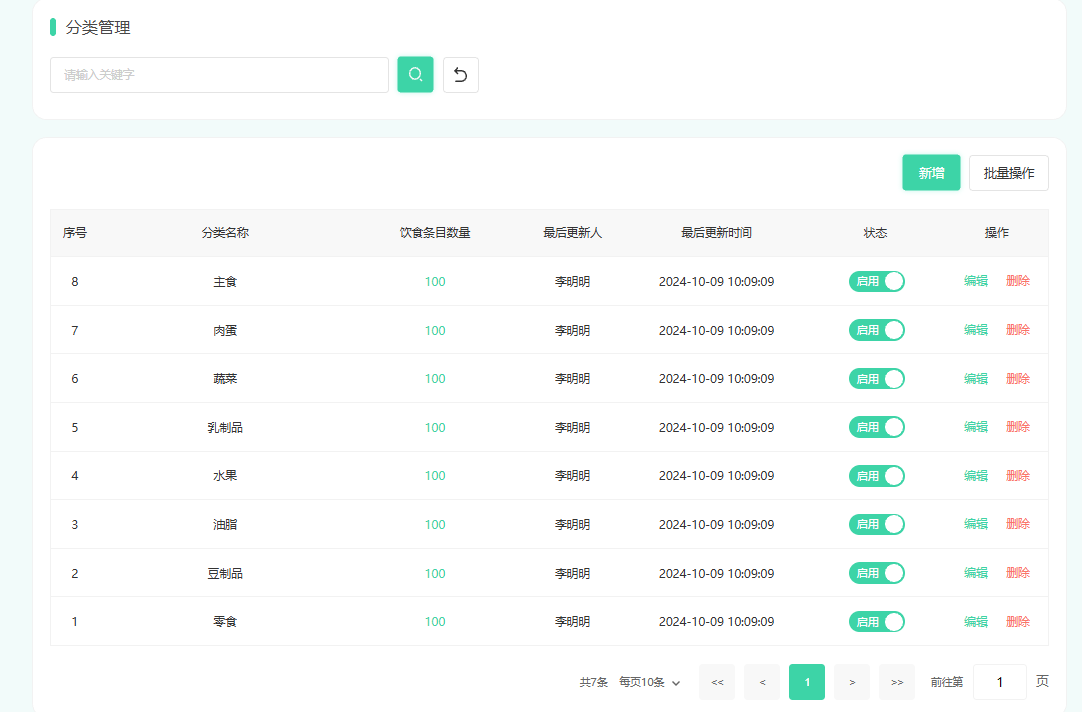 分类管理
请输入关键字
新增 批量操作
序号 分类名称 饮食条目数量 最后更新人 最后更新时间 状态 操作
8 主食 100 李明明 2024-10-09 10:09:09 启用 编辑 删除
7 肉蛋 100 李明明 2024-10-09 10:09:09 启用 编辑 删除
6 蔬菜 100 李明明 2024-10-09 10:09:09 启用 编辑 删除
5 乳制品 100 李明明 2024-10-09 10:09:09 启用 编辑 删除
4 水果 100 李明明 2024-10-09 10:09:09 启用 编辑 删除
3 油脂 100 李明明 2024-10-09 10:09:09 启用 编辑 删除
2 豆制品 100 李明明 2024-10-09 10:09:09 启用 编辑 删除
1 零食 100 李明明 2024-10-09 10:09:09 启用 编辑 删除
共7条 每页10条 << < 1 > >> 前往第 1 页